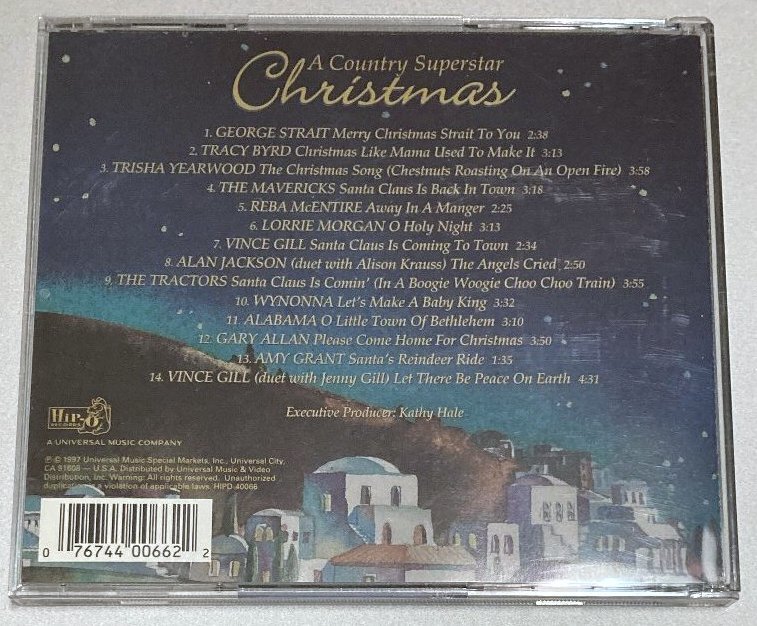 A Country Superstar
Christmas
1. GEORGE STRAIT Merry Christmas Strait To You 2:38
2. TRACY BYRD Christmas Like Mama Used To Make It 3:13
3. TRISHA YEARWOOD The Christmas Song (Chestnuts Roasting On An Open Fire) 3:58
4. THE MAVERICKS Santa Claus Is Back In Town 3:18
5. REBA McENTIRE Away In A Manger 2:25
6. LORRIE MORGAN O Holy Night 3:13
7. VINCE GILL Santa Claus Is Coming To Town 2:34
8. ALAN JACKSON (duet with Alison Krauss) The Angels Cried 2:50
9. THE TRACTORS Santa Claus Is Comin' (In A Boogie Woogie Choo Choo Train) 3:55
10. WYNONNA Let's Make A Baby King 3:32
11. ALABAMA O Little Town Of Bethlehem 3:10
12. GARY ALLAN Please Come Home For Christmas 3:50
13. AMY GRANT Santa's Reindeer Ride 1:35
14. VINCE GILL (duet with Jenny Gill) Let There Be Peace On Earth 4:31
Executive Producer: Kathy Hale
HIP-O
RECORDS
A UNIVERSAL MUSIC COMPANY
℗ © 1997 Universal Music Special Markets, Inc., Universal City,
CA 91608 — U.S.A. Distributed by Universal Music & Video
Distribution, Inc. Warning: All rights reserved. Unauthorized
duplication is a violation of applicable laws. HIPD-40066
0 76744 00662 2